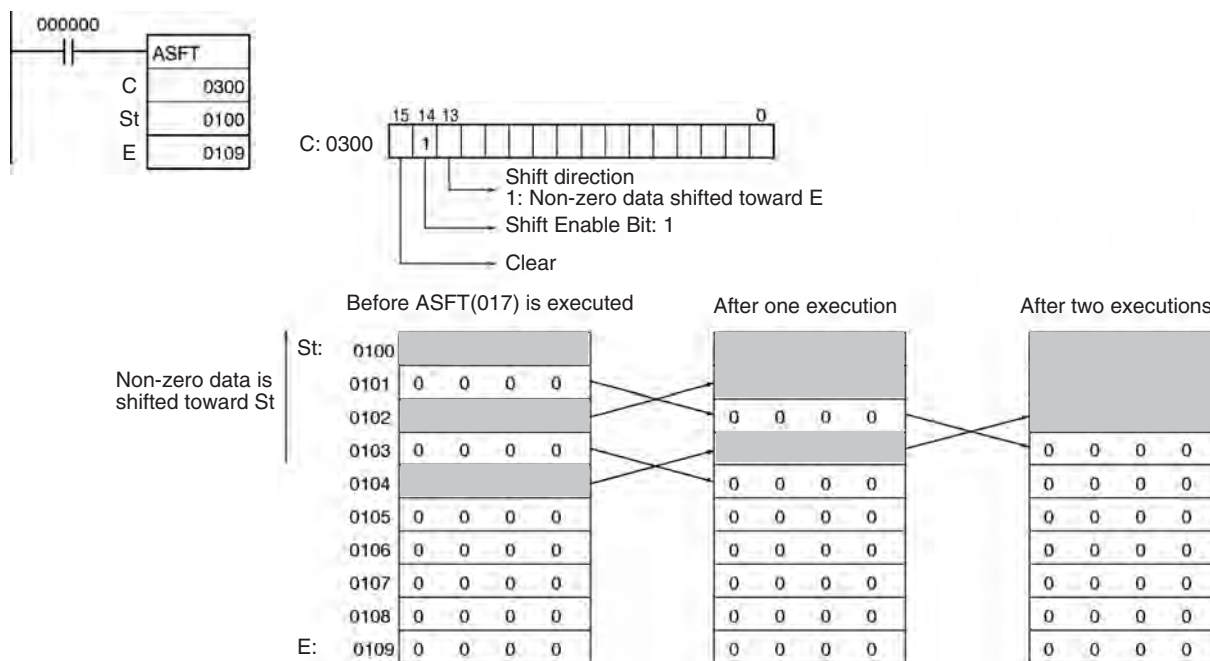 000000
ASFT
C 0300
St 0100
E 0109
15 14 13 0
C: 0300 1
Shift direction
1: Non-zero data shifted toward E
Shift Enable Bit: 1
Clear
Before ASFT(017) is executed After one execution After two executions
Non-zero data is
shifted toward St
St: 0100
0101 0 0 0 0
0102 0 0 0 0
0103 0 0 0 0 0 0 0 0
0104 0 0 0 0 0 0 0 0
0105 0 0 0 0 0 0 0 0 0 0 0 0
0106 0 0 0 0 0 0 0 0 0 0 0 0
0107 0 0 0 0 0 0 0 0 0 0 0 0
0108 0 0 0 0 0 0 0 0 0 0 0 0
E: 0109 0 0 0 0 0 0 0 0 0 0 0 0